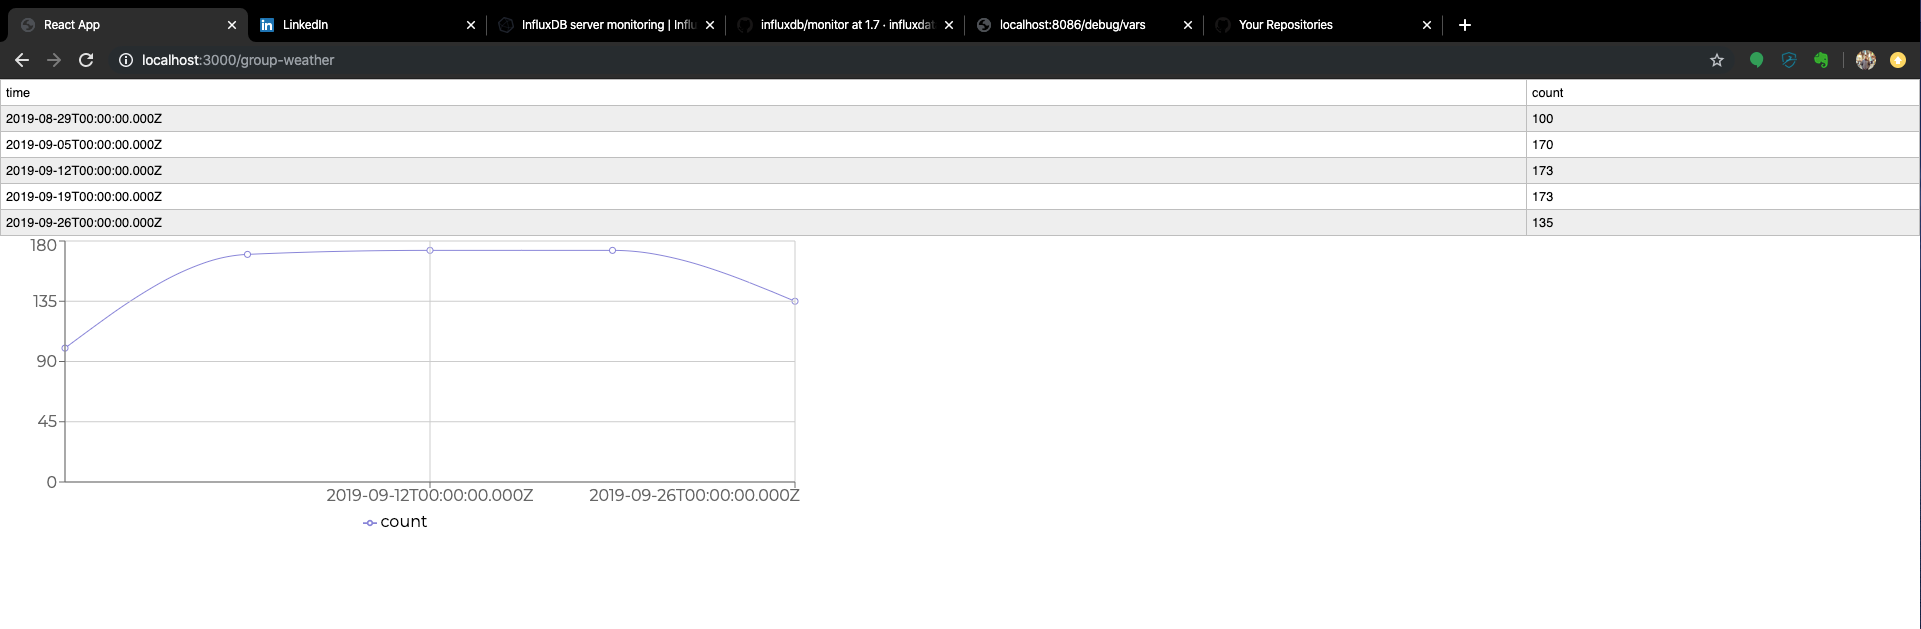 React App
LinkedIn
InfluxDB server monitoring | Influ
influxdb/monitor at 1.7 · influxdat
localhost:8086/debug/vars
Your Repositories
localhost:3000/group-weather
time count
2019-08-29T00:00:00.000Z 100
2019-09-05T00:00:00.000Z 170
2019-09-12T00:00:00.000Z 173
2019-09-19T00:00:00.000Z 173
2019-09-26T00:00:00.000Z 135
180
135
90
45
0
2019-09-12T00:00:00.000Z 2019-09-26T00:00:00.000Z
count